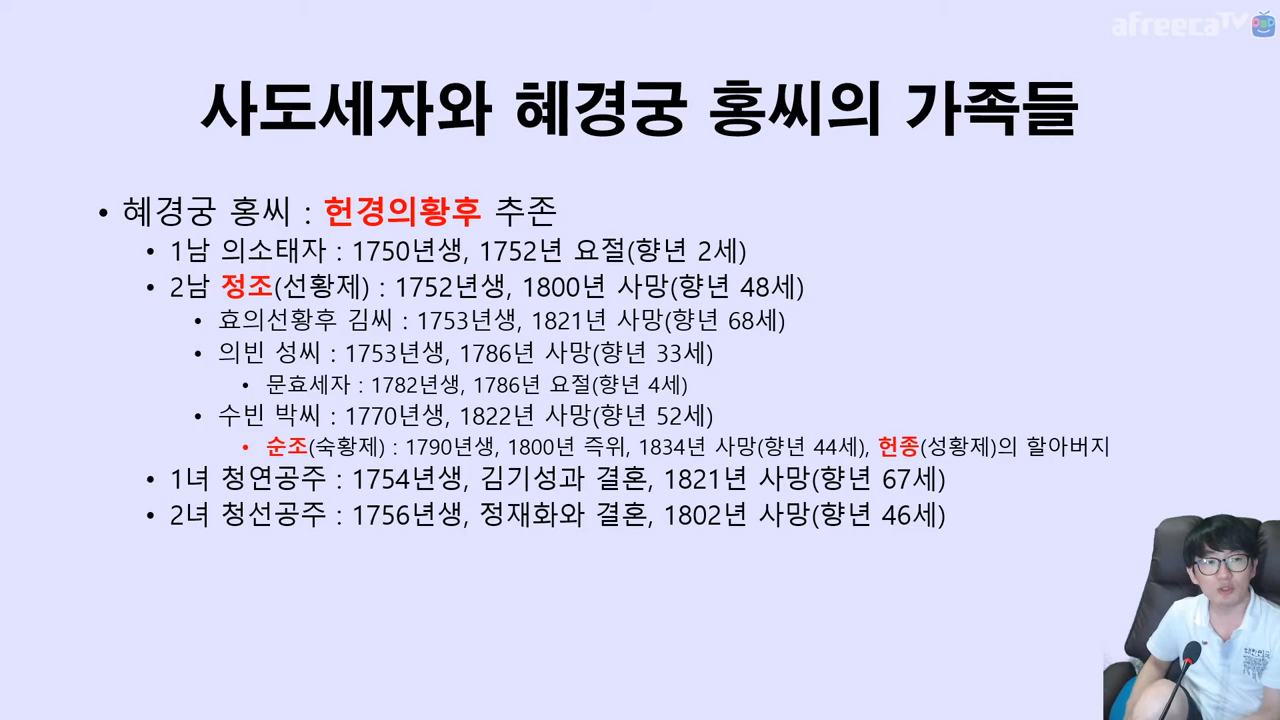 afreecaTV
사도세자와 혜경궁 홍씨의 가족들
• 혜경궁 홍씨 : 헌경의황후 추존
• 1남 의소태자 : 1750년생, 1752년 요절(향년 2세)
• 2남 정조(선황제) : 1752년생, 1800년 사망(향년 48세)
• 효의선황후 김씨 : 1753년생, 1821년 사망(향년 68세)
• 의빈 성씨 : 1753년생, 1786년 사망(향년 33세)
• 문효세자 : 1782년생, 1786년 요절(향년 4세)
• 수빈 박씨 : 1770년생, 1822년 사망(향년 52세)
• 순조(숙황제) : 1790년생, 1800년 즉위, 1834년 사망(향년 44세), 헌종(성황제)의 할아버지
• 1녀 청연공주 : 1754년생, 김기성과 결혼, 1821년 사망(향년 67세)
• 2녀 청선공주 : 1756년생, 정재화와 결혼, 1802년 사망(향년 46세)